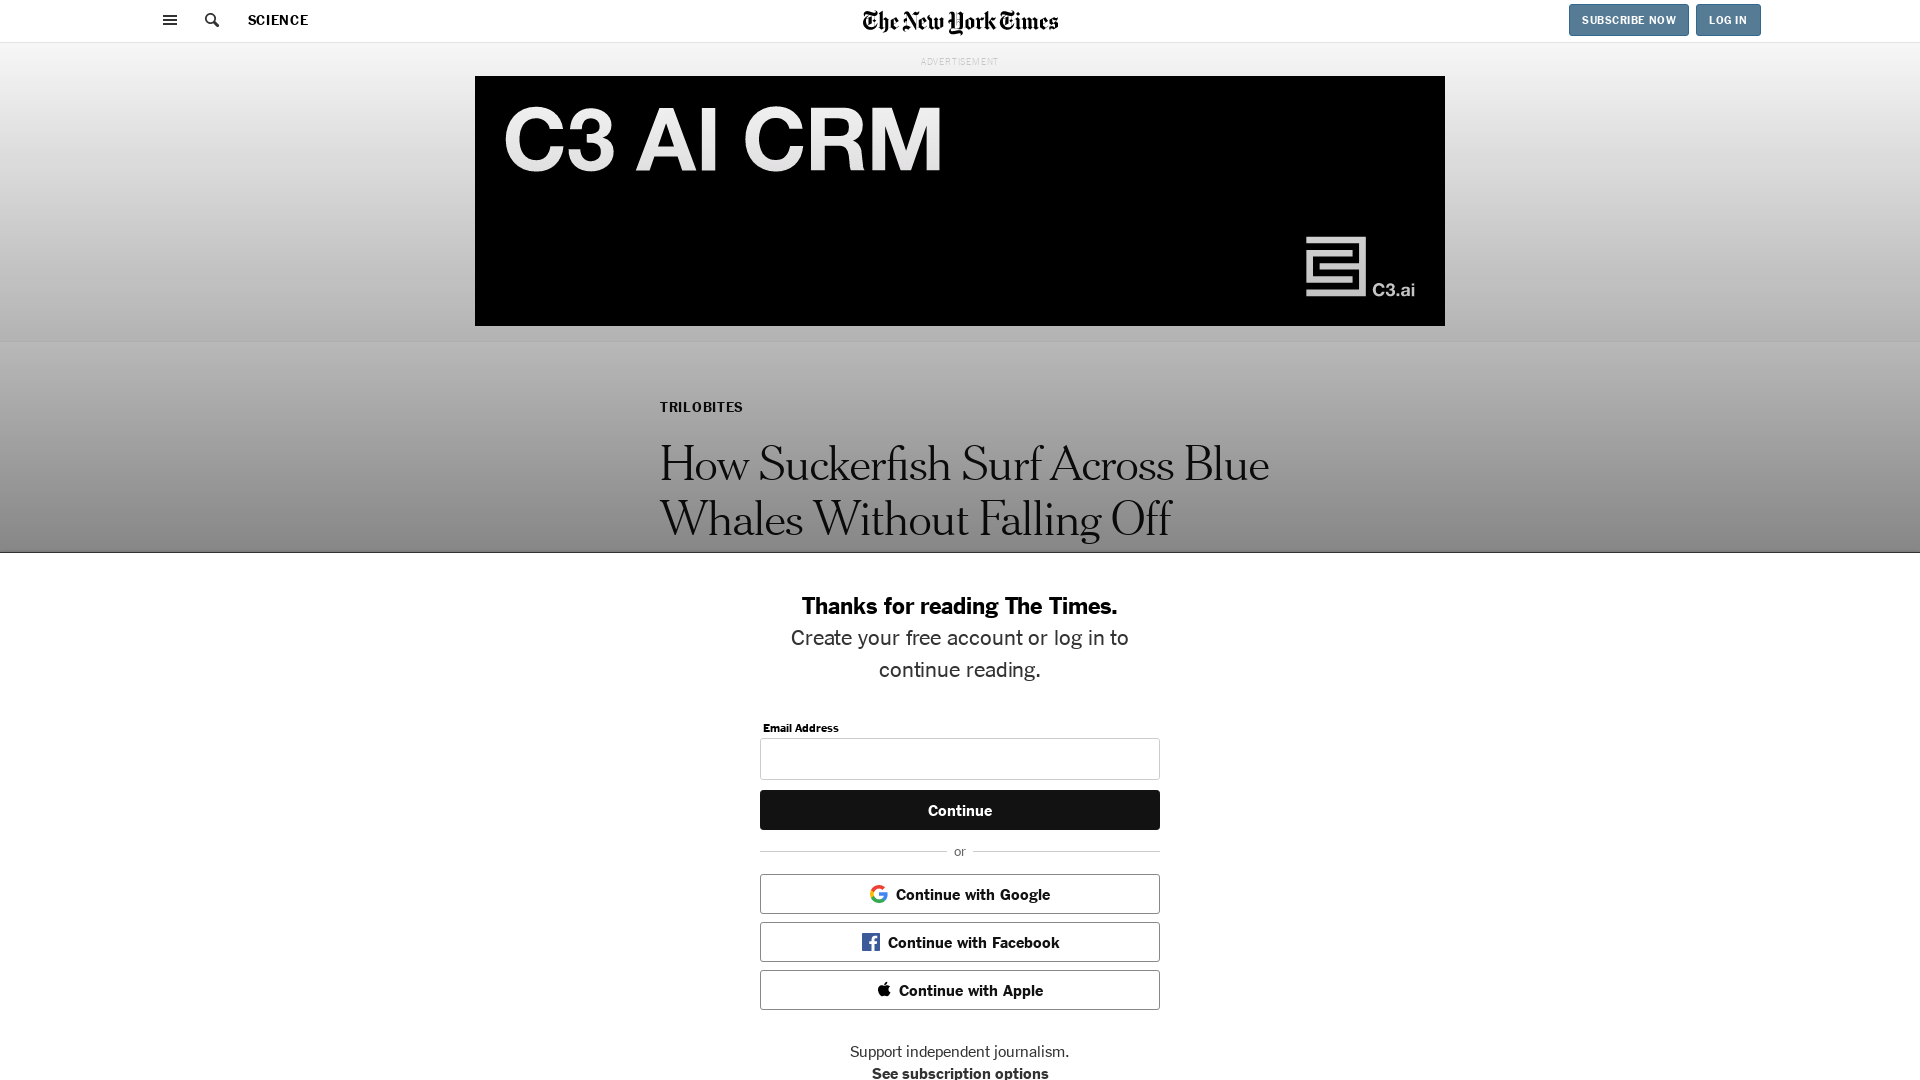 SCIENCE
The New York Times
SUBSCRIBE NOW
LOG IN
ADVERTISEMENT
C3 AI CRM
C3.ai
TRILOBITES
How Suckerfish Surf Across Blue
Whales Without Falling Off
Thanks for reading The Times.
Create your free account or log in to
continue reading.
Email Address
Continue
or
Continue with Google
Continue with Facebook
Continue with Apple
Support independent journalism.
See subscription options